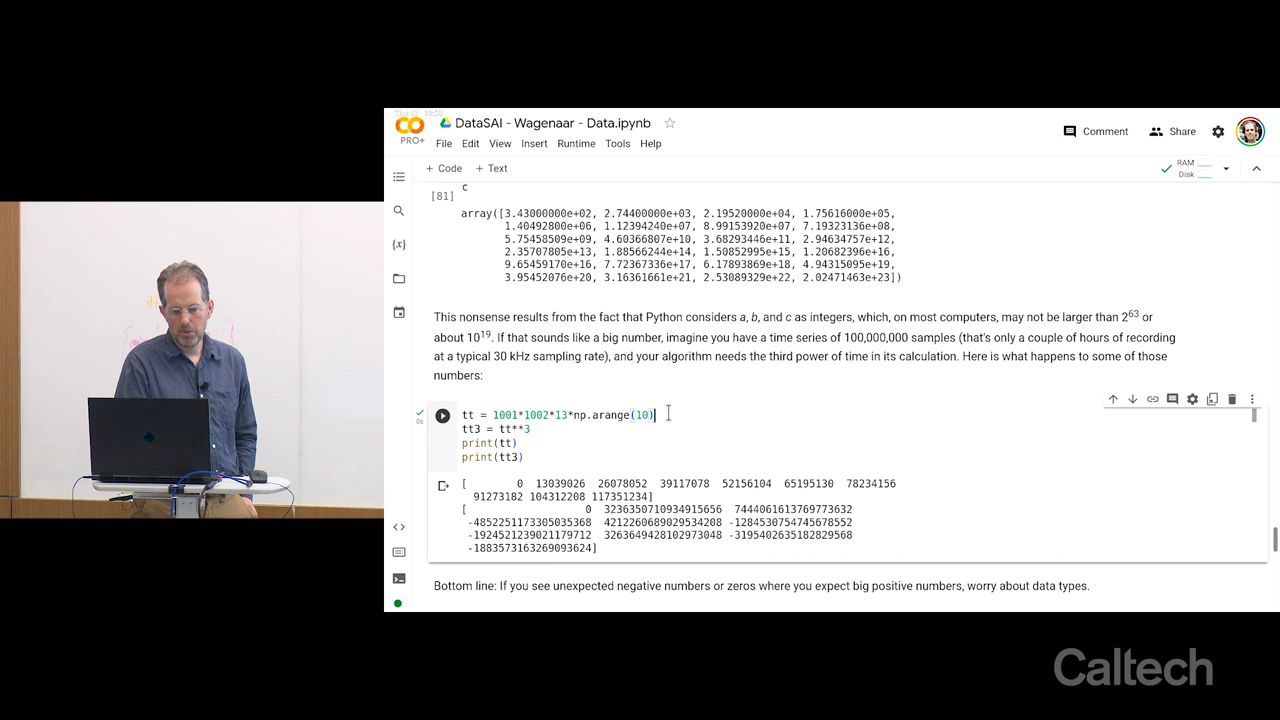 DataSAI - Wagenaar - Data.ipynb
PRO+
File Edit View Insert Runtime Tools Help
Comment Share
+ Code + Text
RAM
Disk
c
[81]
array([3.43000000e+02, 2.74400000e+03, 2.19520000e+04, 1.75616000e+05,
1.40492800e+06, 1.12394240e+07, 8.99153920e+07, 7.19323136e+08,
5.75458509e+09, 4.60366807e+10, 3.68293446e+11, 2.94634757e+12,
2.35707805e+13, 1.88566244e+14, 1.50852995e+15, 1.20682396e+16,
9.65459170e+16, 7.72367336e+17, 6.17893869e+18, 4.94315095e+19,
3.95452076e+20, 3.16361661e+21, 2.53089329e+22, 2.02471463e+23])
This nonsense results from the fact that Python considers a, b, and c as integers, which, on most computers, may not be larger than 2⁶³ or
about 10¹⁹. If that sounds like a big number, imagine you have a time series of 100,000,000 samples (that's only a couple of hours of recording
at a typical 30 kHz sampling rate), and your algorithm needs the third power of time in its calculation. Here is what happens to some of those
numbers:
0s
tt = 1001*1002*13*np.arange(10)
tt3 = tt**3
print(tt)
print(tt3)
[ 0 13039026 26078052 39117078 52156104 65195130 78234156
91273182 104312208 117351234]
[ 0 3236350710934915656 7444061613769773632
-4852251173305035368 4212260689029534208 -1284530754745678552
-1924521239021179712 3263649428102973048 -3195402635182829568
-1883573163269093624]
Bottom line: If you see unexpected negative numbers or zeros where you expect big positive numbers, worry about data types.
Caltech